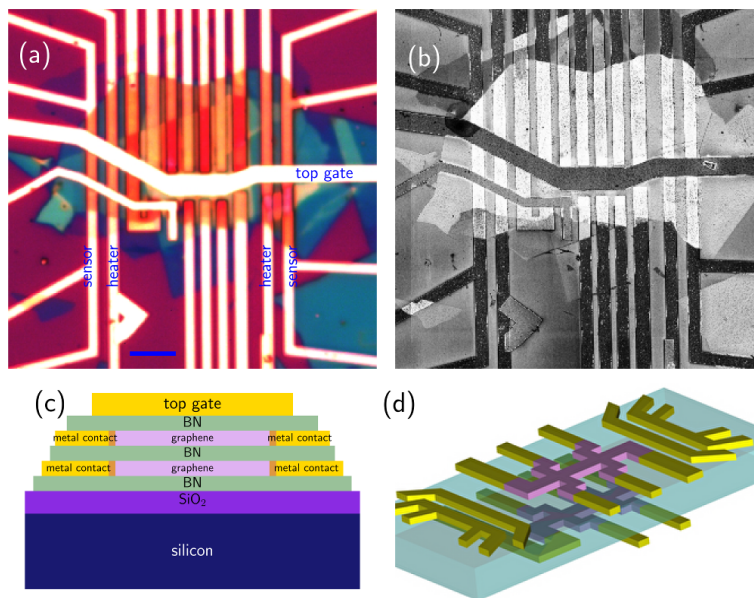 (a)
top gate
sensor
heater
heater
sensor
(b)
(c)
top gate
BN
metal contact graphene metal contact
BN
metal contact graphene metal contact
BN
SiO₂
silicon
(d)